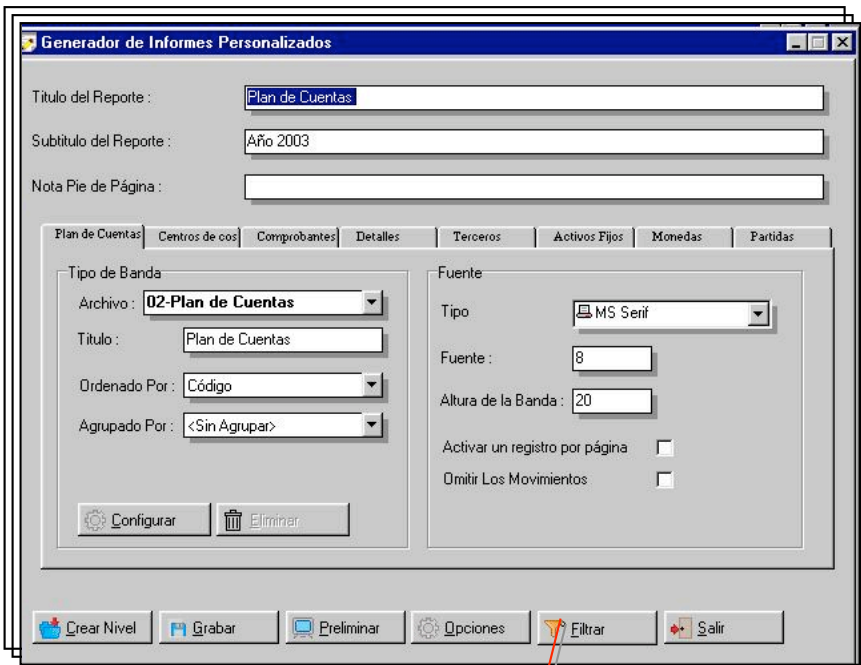 Generador de Informes Personalizados
Titulo del Reporte : Plan de Cuentas
Subtitulo del Reporte : Año 2003
Nota Pie de Página :
Plan de Cuentas Centros de cos Comprobantes Detalles Terceros Activos Fijos Monedas Partidas
Tipo de Banda
Archivo : 02-Plan de Cuentas
Titulo : Plan de Cuentas
Ordenado Por : Código
Agrupado Por : <Sin Agrupar>
Configurar Eliminar
Fuente
Tipo MS Serif
Fuente : 8
Altura de la Banda : 20
Activar un registro por página
Omitir Los Movimientos
Crear Nivel Grabar Preliminar Opciones Filtrar Salir